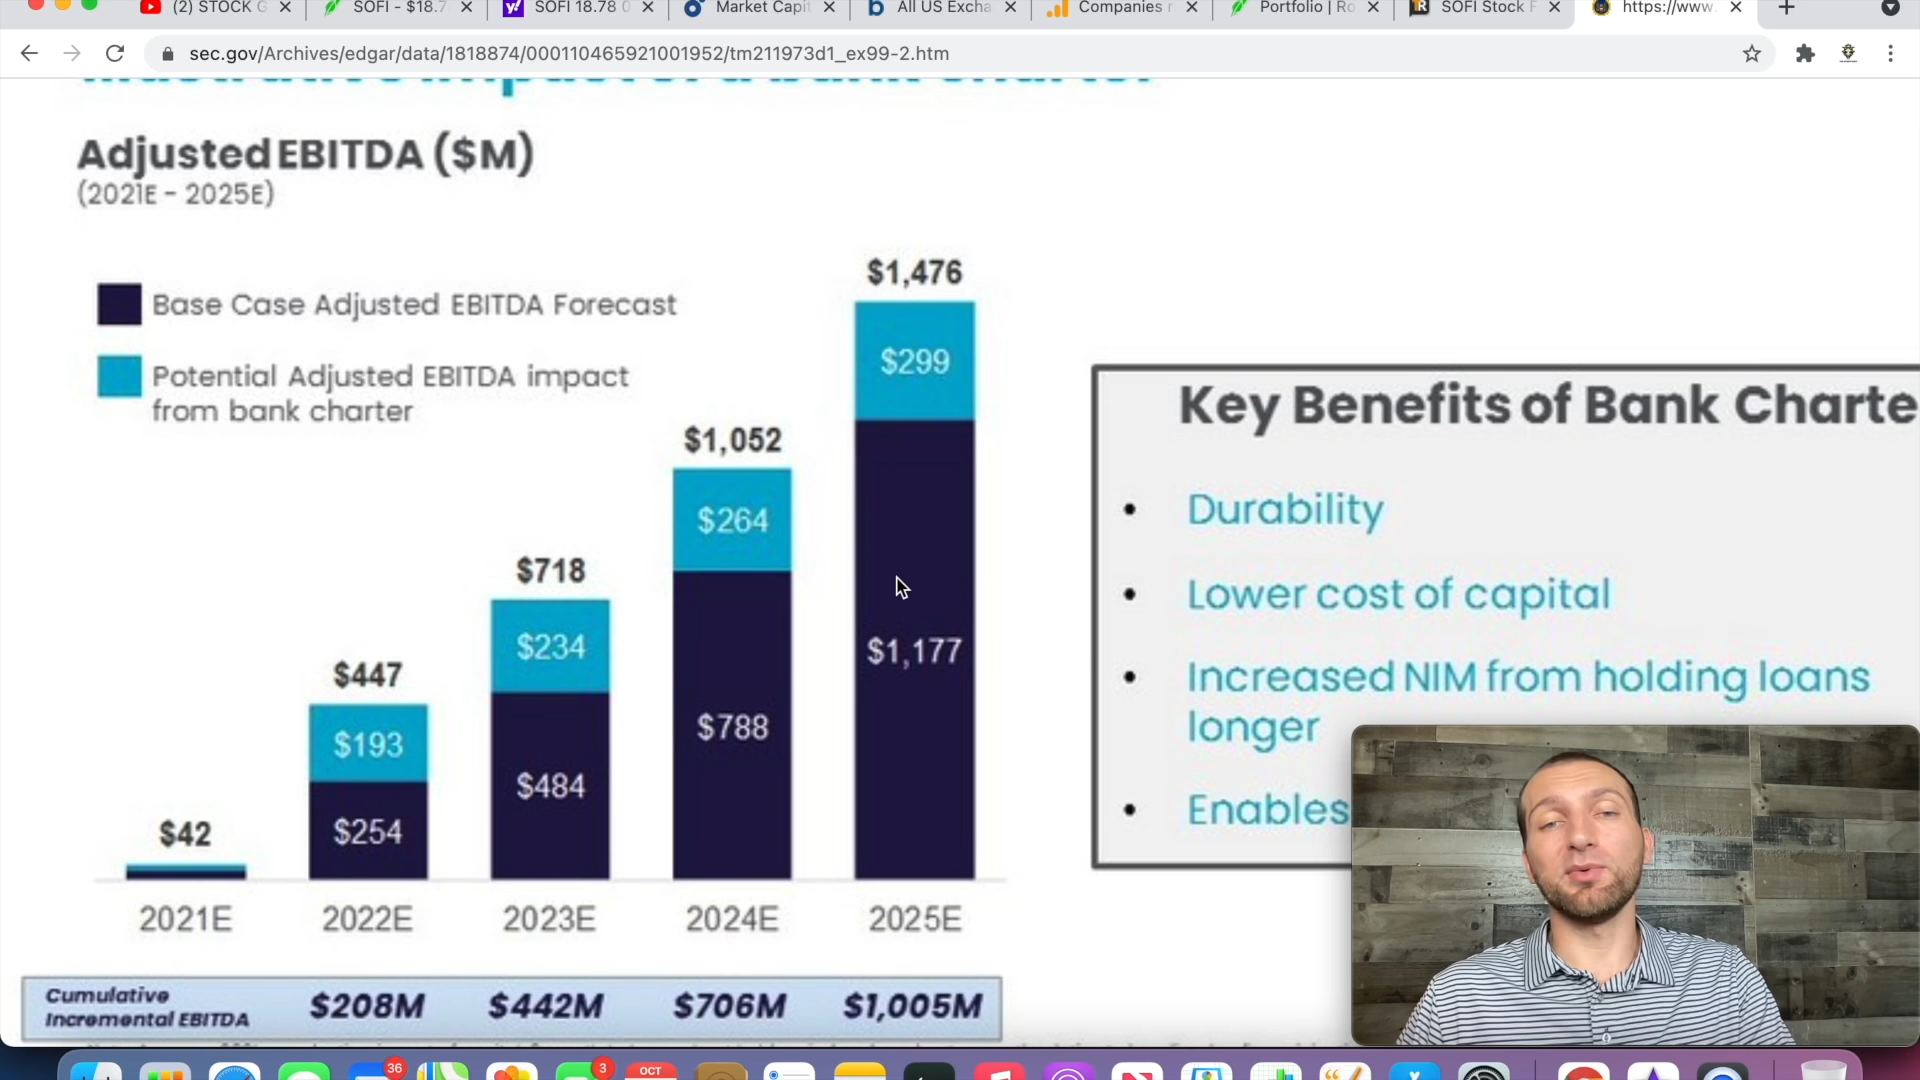 (2) STOCK G
SOFI - $18.7
SOFI 18.78 0
Market Capit
All US Excha
Companies r
Portfolio | Ro
SOFI Stock F
https://www.
sec.gov/Archives/edgar/data/1818874/000110465921001952/tm211973d1_ex99-2.htm
Adjusted EBITDA ($M)
(2021E - 2025E)
Base Case Adjusted EBITDA Forecast
Potential Adjusted EBITDA impact
from bank charter
$1,476
$299
$1,177
$1,052
$264
$788
$718
$234
$484
$447
$193
$254
$42
2021E 2022E 2023E 2024E 2025E
Cumulative
Incremental EBITDA $208M $442M $706M $1,005M
Key Benefits of Bank Charte
• Durability
• Lower cost of capital
• Increased NIM from holding loans
longer
• Enables
36
3
OCT